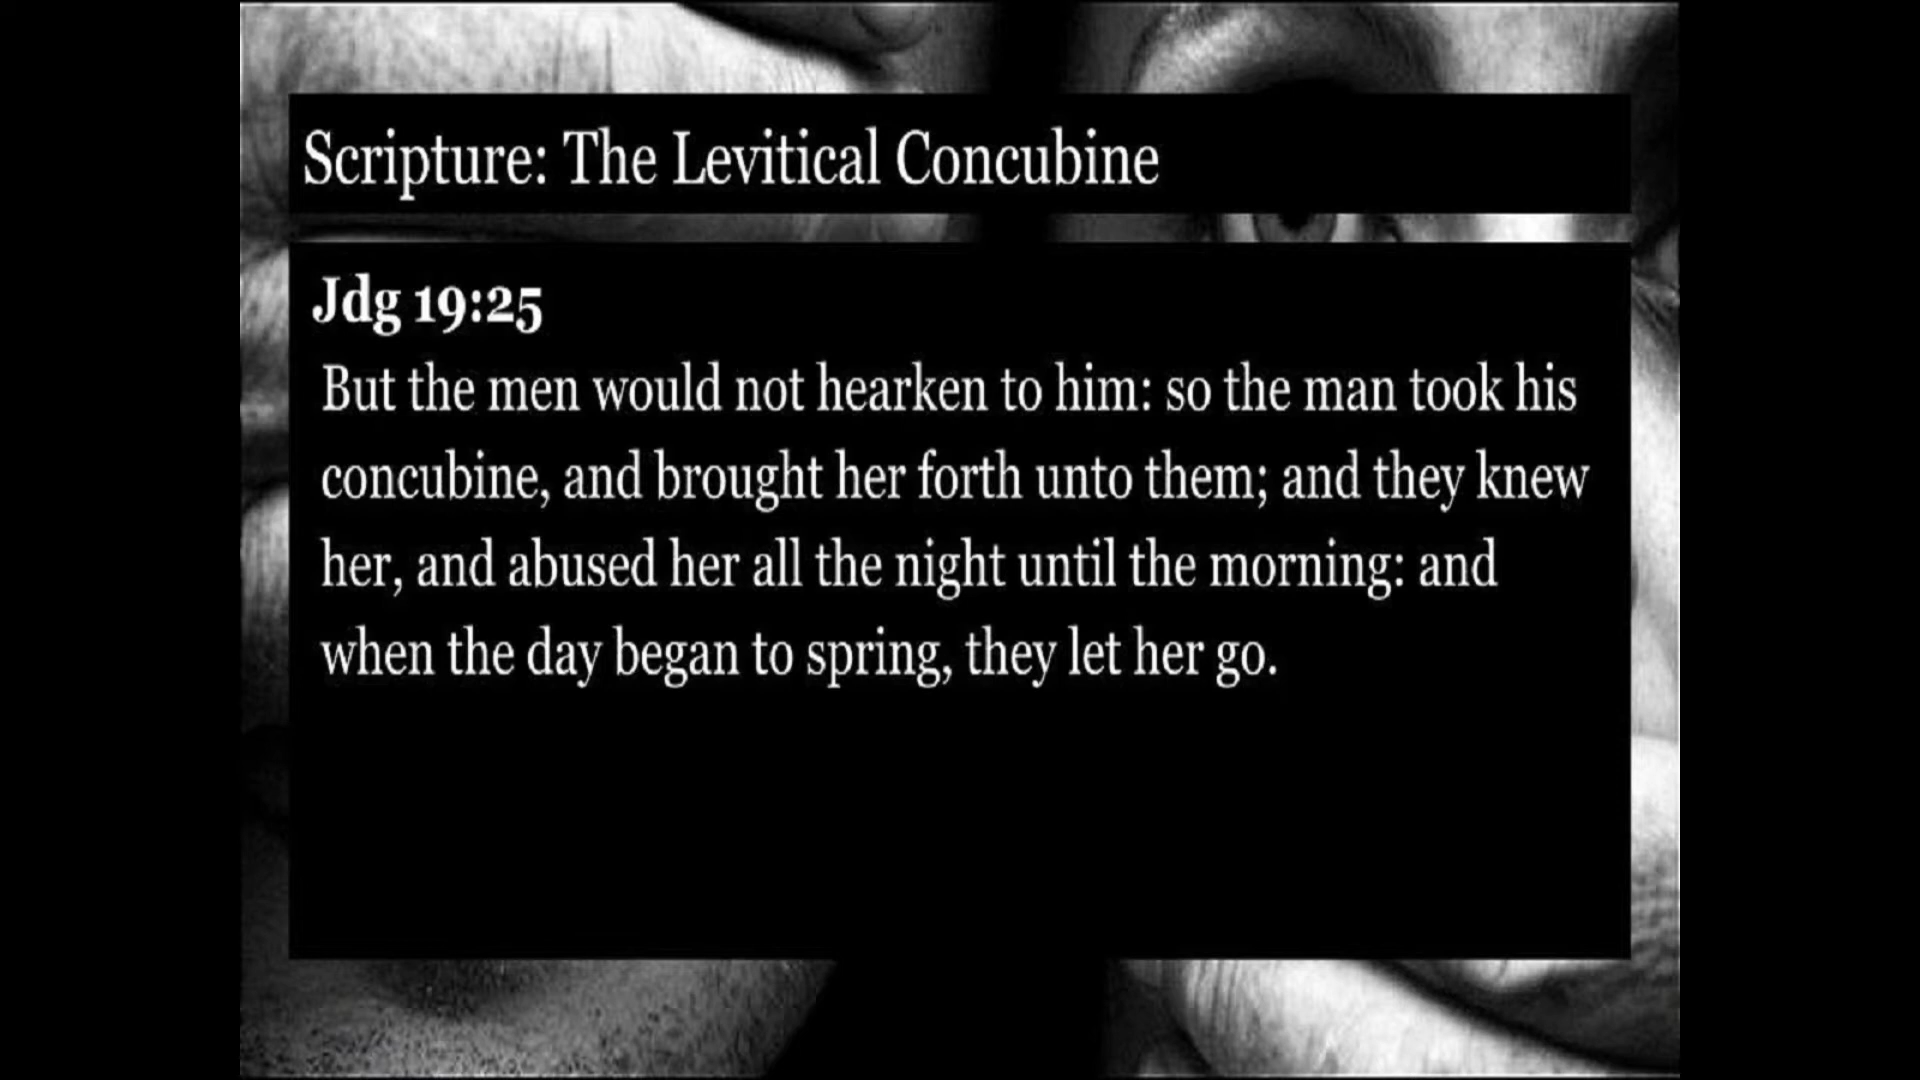 Scripture: The Levitical Concubine
Jdg 19:25
But the men would not hearken to him: so the man took his
concubine, and brought her forth unto them; and they knew
her, and abused her all the night until the morning: and
when the day began to spring, they let her go.